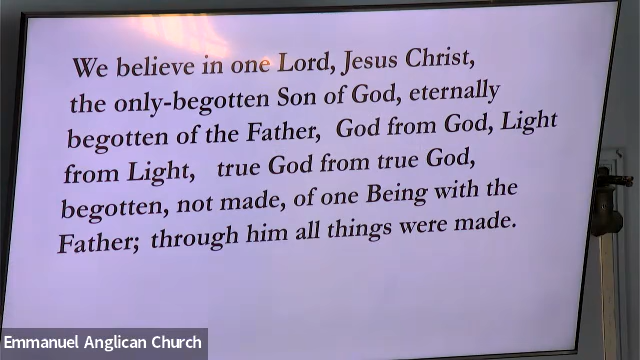 We believe in one Lord, Jesus Christ,
the only-begotten Son of God, eternally
begotten of the Father, God from God, Light
from Light, true God from true God,
begotten, not made, of one Being with the
Father; through him all things were made.
Emmanuel Anglican Church